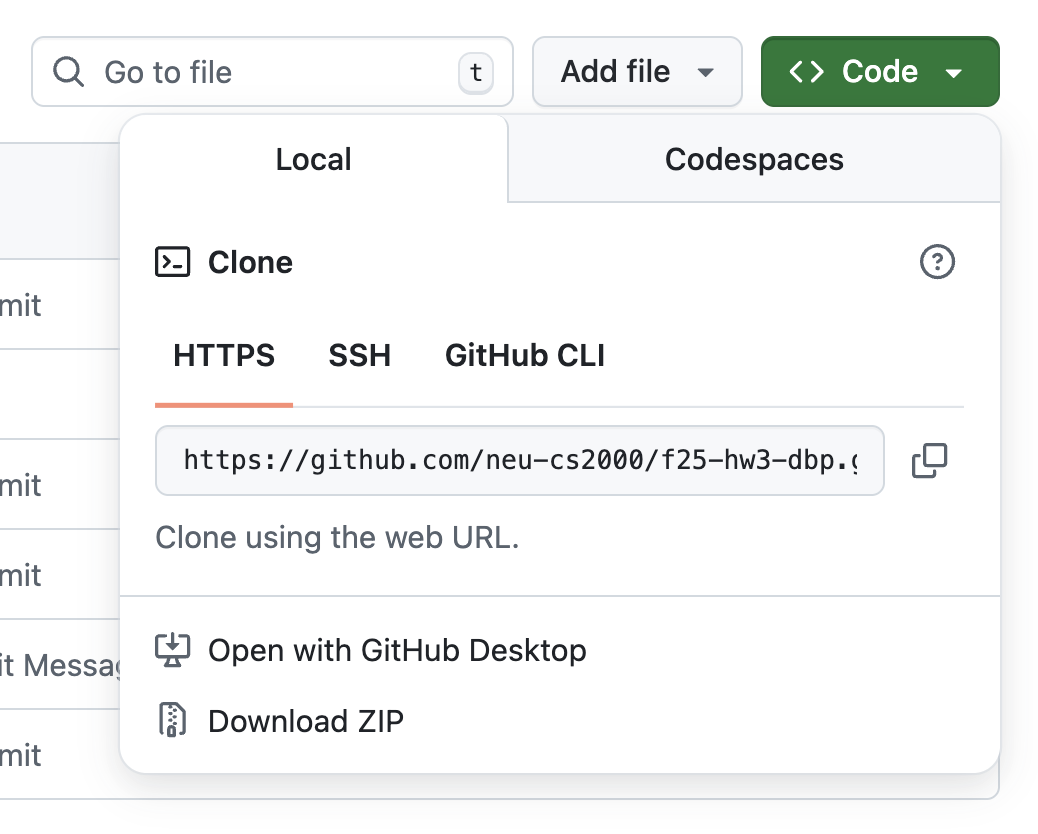 Go to file t Add file Code
Local Codespaces
Clone
mit
HTTPS SSH GitHub CLI
https://github.com/neu-cs2000/f25-hw3-dbp.g
mit
Clone using the web URL.
mit
Open with GitHub Desktop
it Messag
Download ZIP
mit